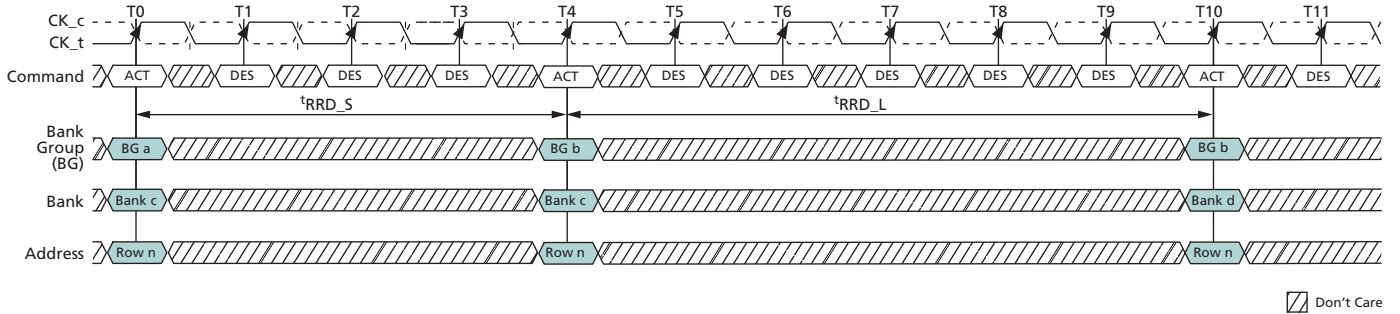 T0 T1 T2 T3 T4 T5 T6 T7 T8 T9 T10 T11
CK_c
CK_t
Command ACT DES DES DES ACT DES DES DES DES DES ACT DES
tRRD_S tRRD_L
Bank
Group
(BG)
BG a BG b BG b
Bank Bank c Bank c Bank d
Address Row n Row n Row n
Don't Care